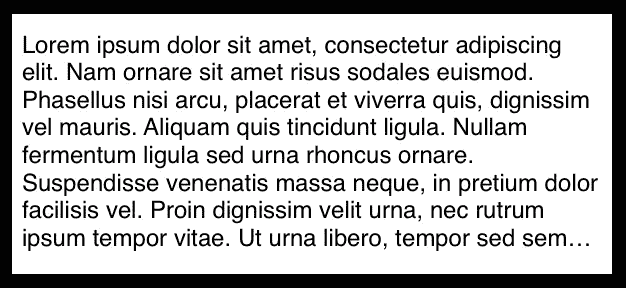 Lorem ipsum dolor sit amet, consectetur adipiscing
elit. Nam ornare sit amet risus sodales euismod.
Phasellus nisi arcu, placerat et viverra quis, dignissim
vel mauris. Aliquam quis tincidunt ligula. Nullam
fermentum ligula sed urna rhoncus ornare.
Suspendisse venenatis massa neque, in pretium dolor
facilisis vel. Proin dignissim velit urna, nec rutrum
ipsum tempor vitae. Ut urna libero, tempor sed sem…